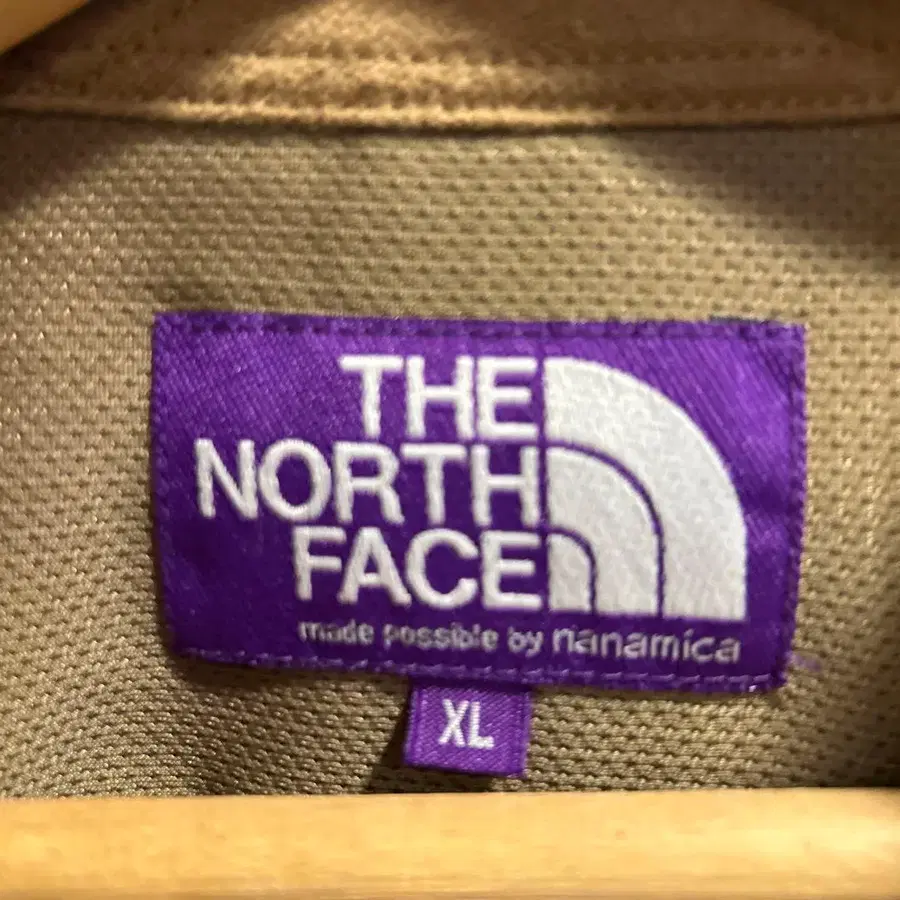 THE
NORTH
FACE
made possible by nanamica
XL